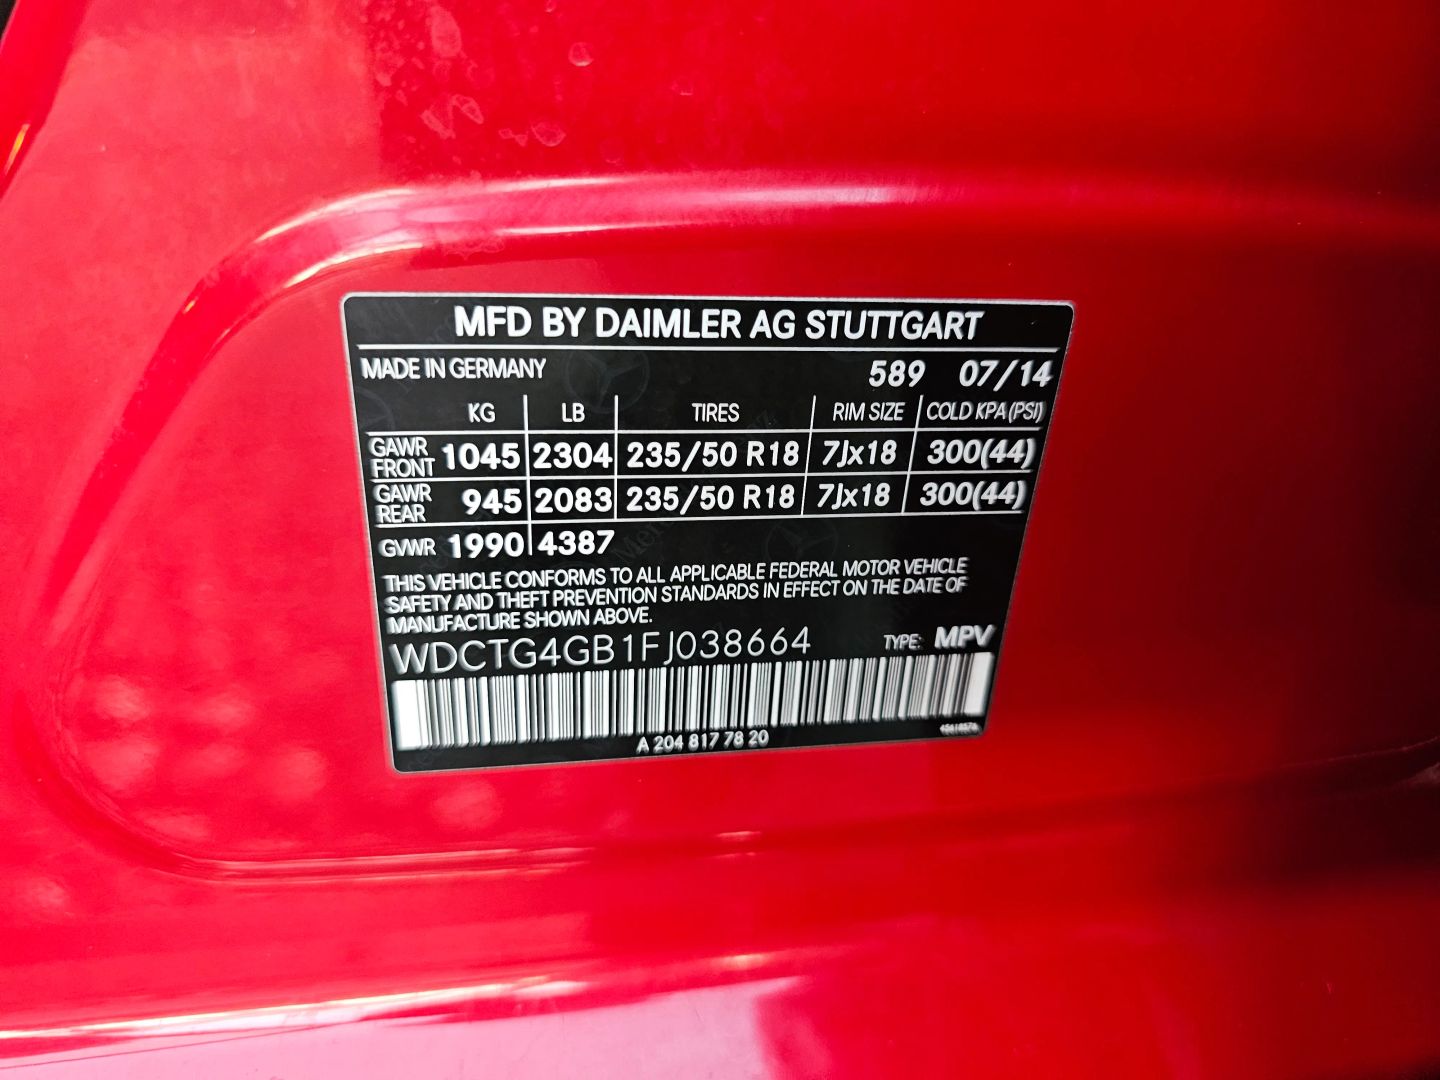 MFD BY DAIMLER AG STUTTGART
MADE IN GERMANY 589 07/14
KG LB TIRES RIM SIZE COLD KPA (PSI)
GAWR FRONT 1045 2304 235/50 R18 7Jx18 300(44)
GAWR REAR 945 2083 235/50 R18 7Jx18 300(44)
GVWR 1990 4387
THIS VEHICLE CONFORMS TO ALL APPLICABLE FEDERAL MOTOR VEHICLE
SAFETY AND THEFT PREVENTION STANDARDS IN EFFECT ON THE DATE OF
MANUFACTURE SHOWN ABOVE.
WDCTG4GB1FJ038664 TYPE: MPV
A 204 817 78 20